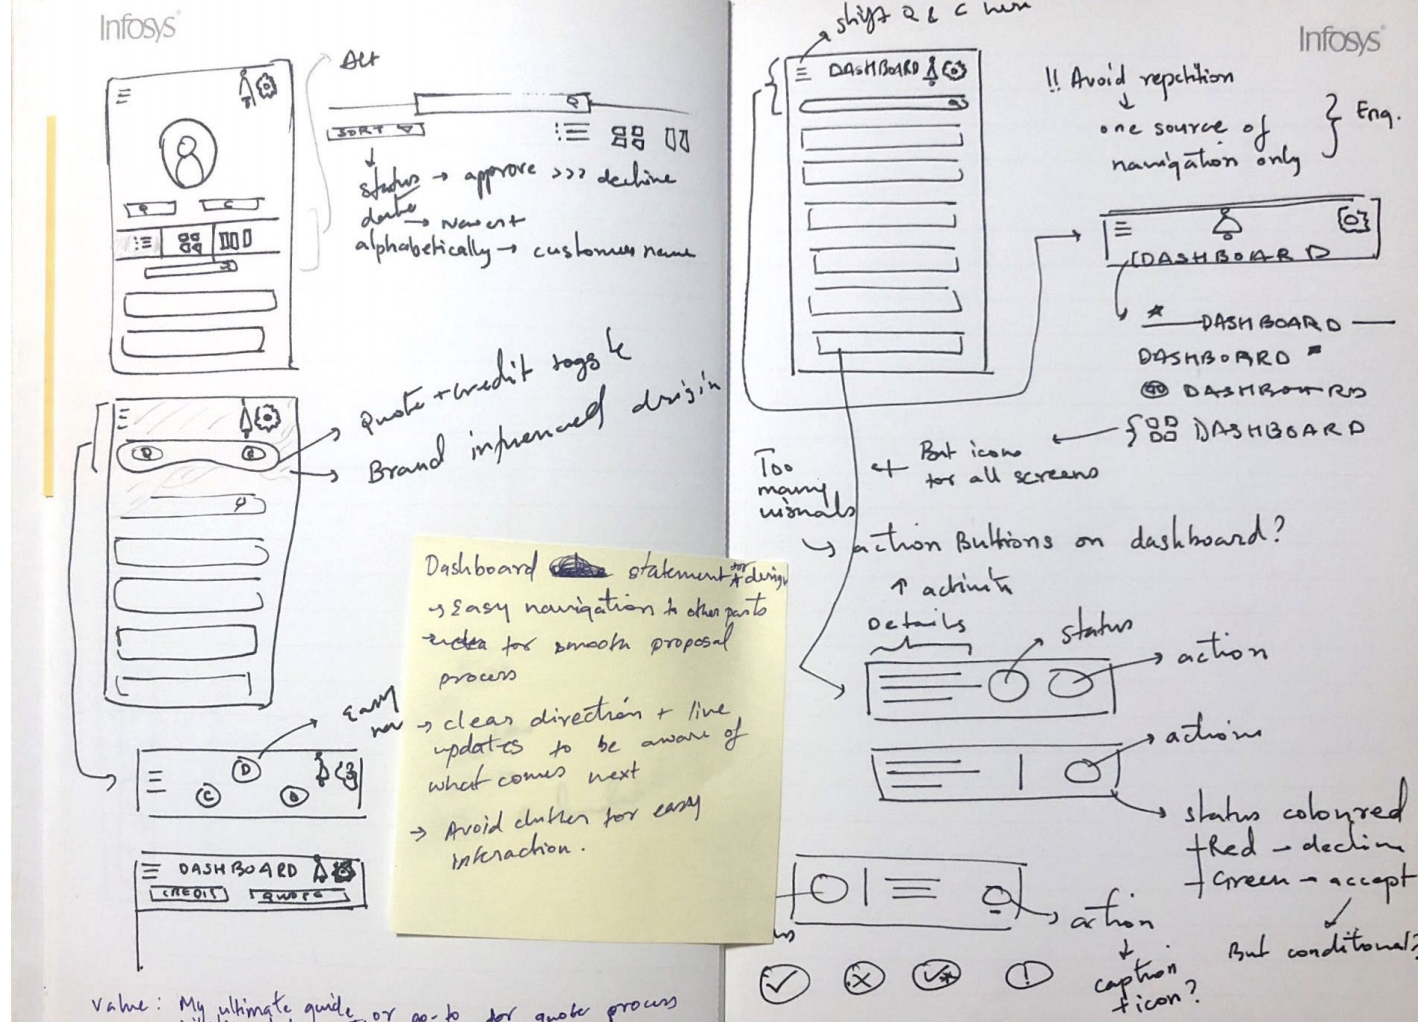 Infosys
Alt
Q
SORT
status → approve >>> decline
date → recent
alphabetically → customer name
Q C
Quote + credit toggle
Brand influenced design
Q C
Easy
nav
D
C Q
DASHBOARD
CREDIT QUOTE
Dashboard statement for design
→ Easy navigation to other parts
for smooth proposal
process
→ clear direction + live
updates to be aware of
what comes next
→ Avoid clutter for easy
interaction.
value: My ultimate guide or go-to for quote process
shift Q & C here
Infosys
DASHBOARD
!! Avoid repetition
one source of
navigation only
Eng.
DASHBOARD
* — DASHBOARD —
DASHBOARD *
DASHBOARD
DASHBOARD
But icons
for all screens
Too
many
visuals
action Buttons on dashboard?
Details
status
action
actions
status coloured
Red → decline
Green → accept
But conditional?
action
caption
+ icon?